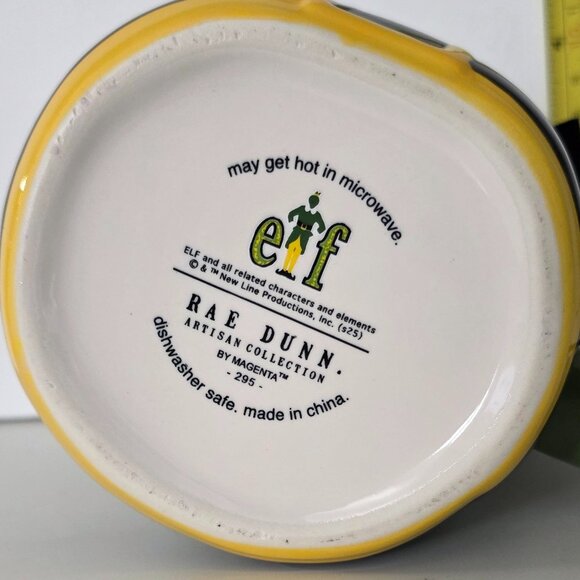 may get hot in microwave.
elf
ELF and all related characters and elements
© & ™ New Line Productions, Inc. (s25)
RAE DUNN.
ARTISAN COLLECTION
BY MAGENTA™
- 295 -
dishwasher safe. made in china.